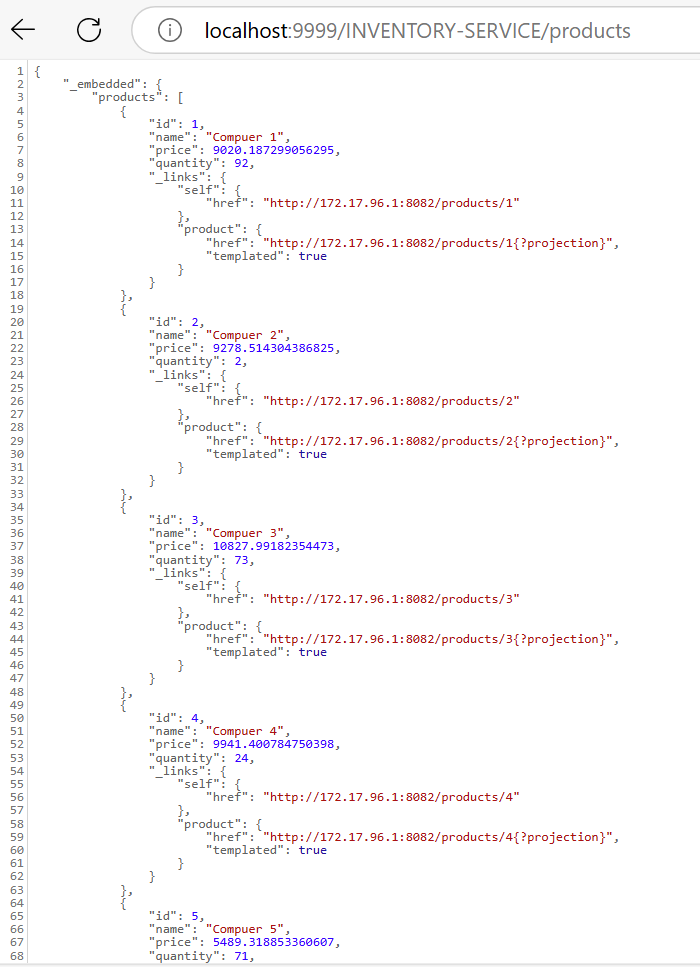 localhost:9999/INVENTORY-SERVICE/products
1 {
2     "_embedded": {
3         "products": [
4             {
5                 "id": 1,
6                 "name": "Compuer 1",
7                 "price": 9020.187299056295,
8                 "quantity": 92,
9                 "_links": {
10                     "self": {
11                         "href": "http://172.17.96.1:8082/products/1"
12                     },
13                     "product": {
14                         "href": "http://172.17.96.1:8082/products/1{?projection}",
15                         "templated": true
16                     }
17                 }
18             },
19             {
20                 "id": 2,
21                 "name": "Compuer 2",
22                 "price": 9278.514304386825,
23                 "quantity": 2,
24                 "_links": {
25                     "self": {
26                         "href": "http://172.17.96.1:8082/products/2"
27                     },
28                     "product": {
29                         "href": "http://172.17.96.1:8082/products/2{?projection}",
30                         "templated": true
31                     }
32                 }
33             },
34             {
35                 "id": 3,
36                 "name": "Compuer 3",
37                 "price": 10827.99182354473,
38                 "quantity": 73,
39                 "_links": {
40                     "self": {
41                         "href": "http://172.17.96.1:8082/products/3"
42                     },
43                     "product": {
44                         "href": "http://172.17.96.1:8082/products/3{?projection}",
45                         "templated": true
46                     }
47                 }
48             },
49             {
50                 "id": 4,
51                 "name": "Compuer 4",
52                 "price": 9941.400784750398,
53                 "quantity": 24,
54                 "_links": {
55                     "self": {
56                         "href": "http://172.17.96.1:8082/products/4"
57                     },
58                     "product": {
59                         "href": "http://172.17.96.1:8082/products/4{?projection}",
60                         "templated": true
61                     }
62                 }
63             },
64             {
65                 "id": 5,
66                 "name": "Compuer 5",
67                 "price": 5489.318853360607,
68                 "quantity": 71,